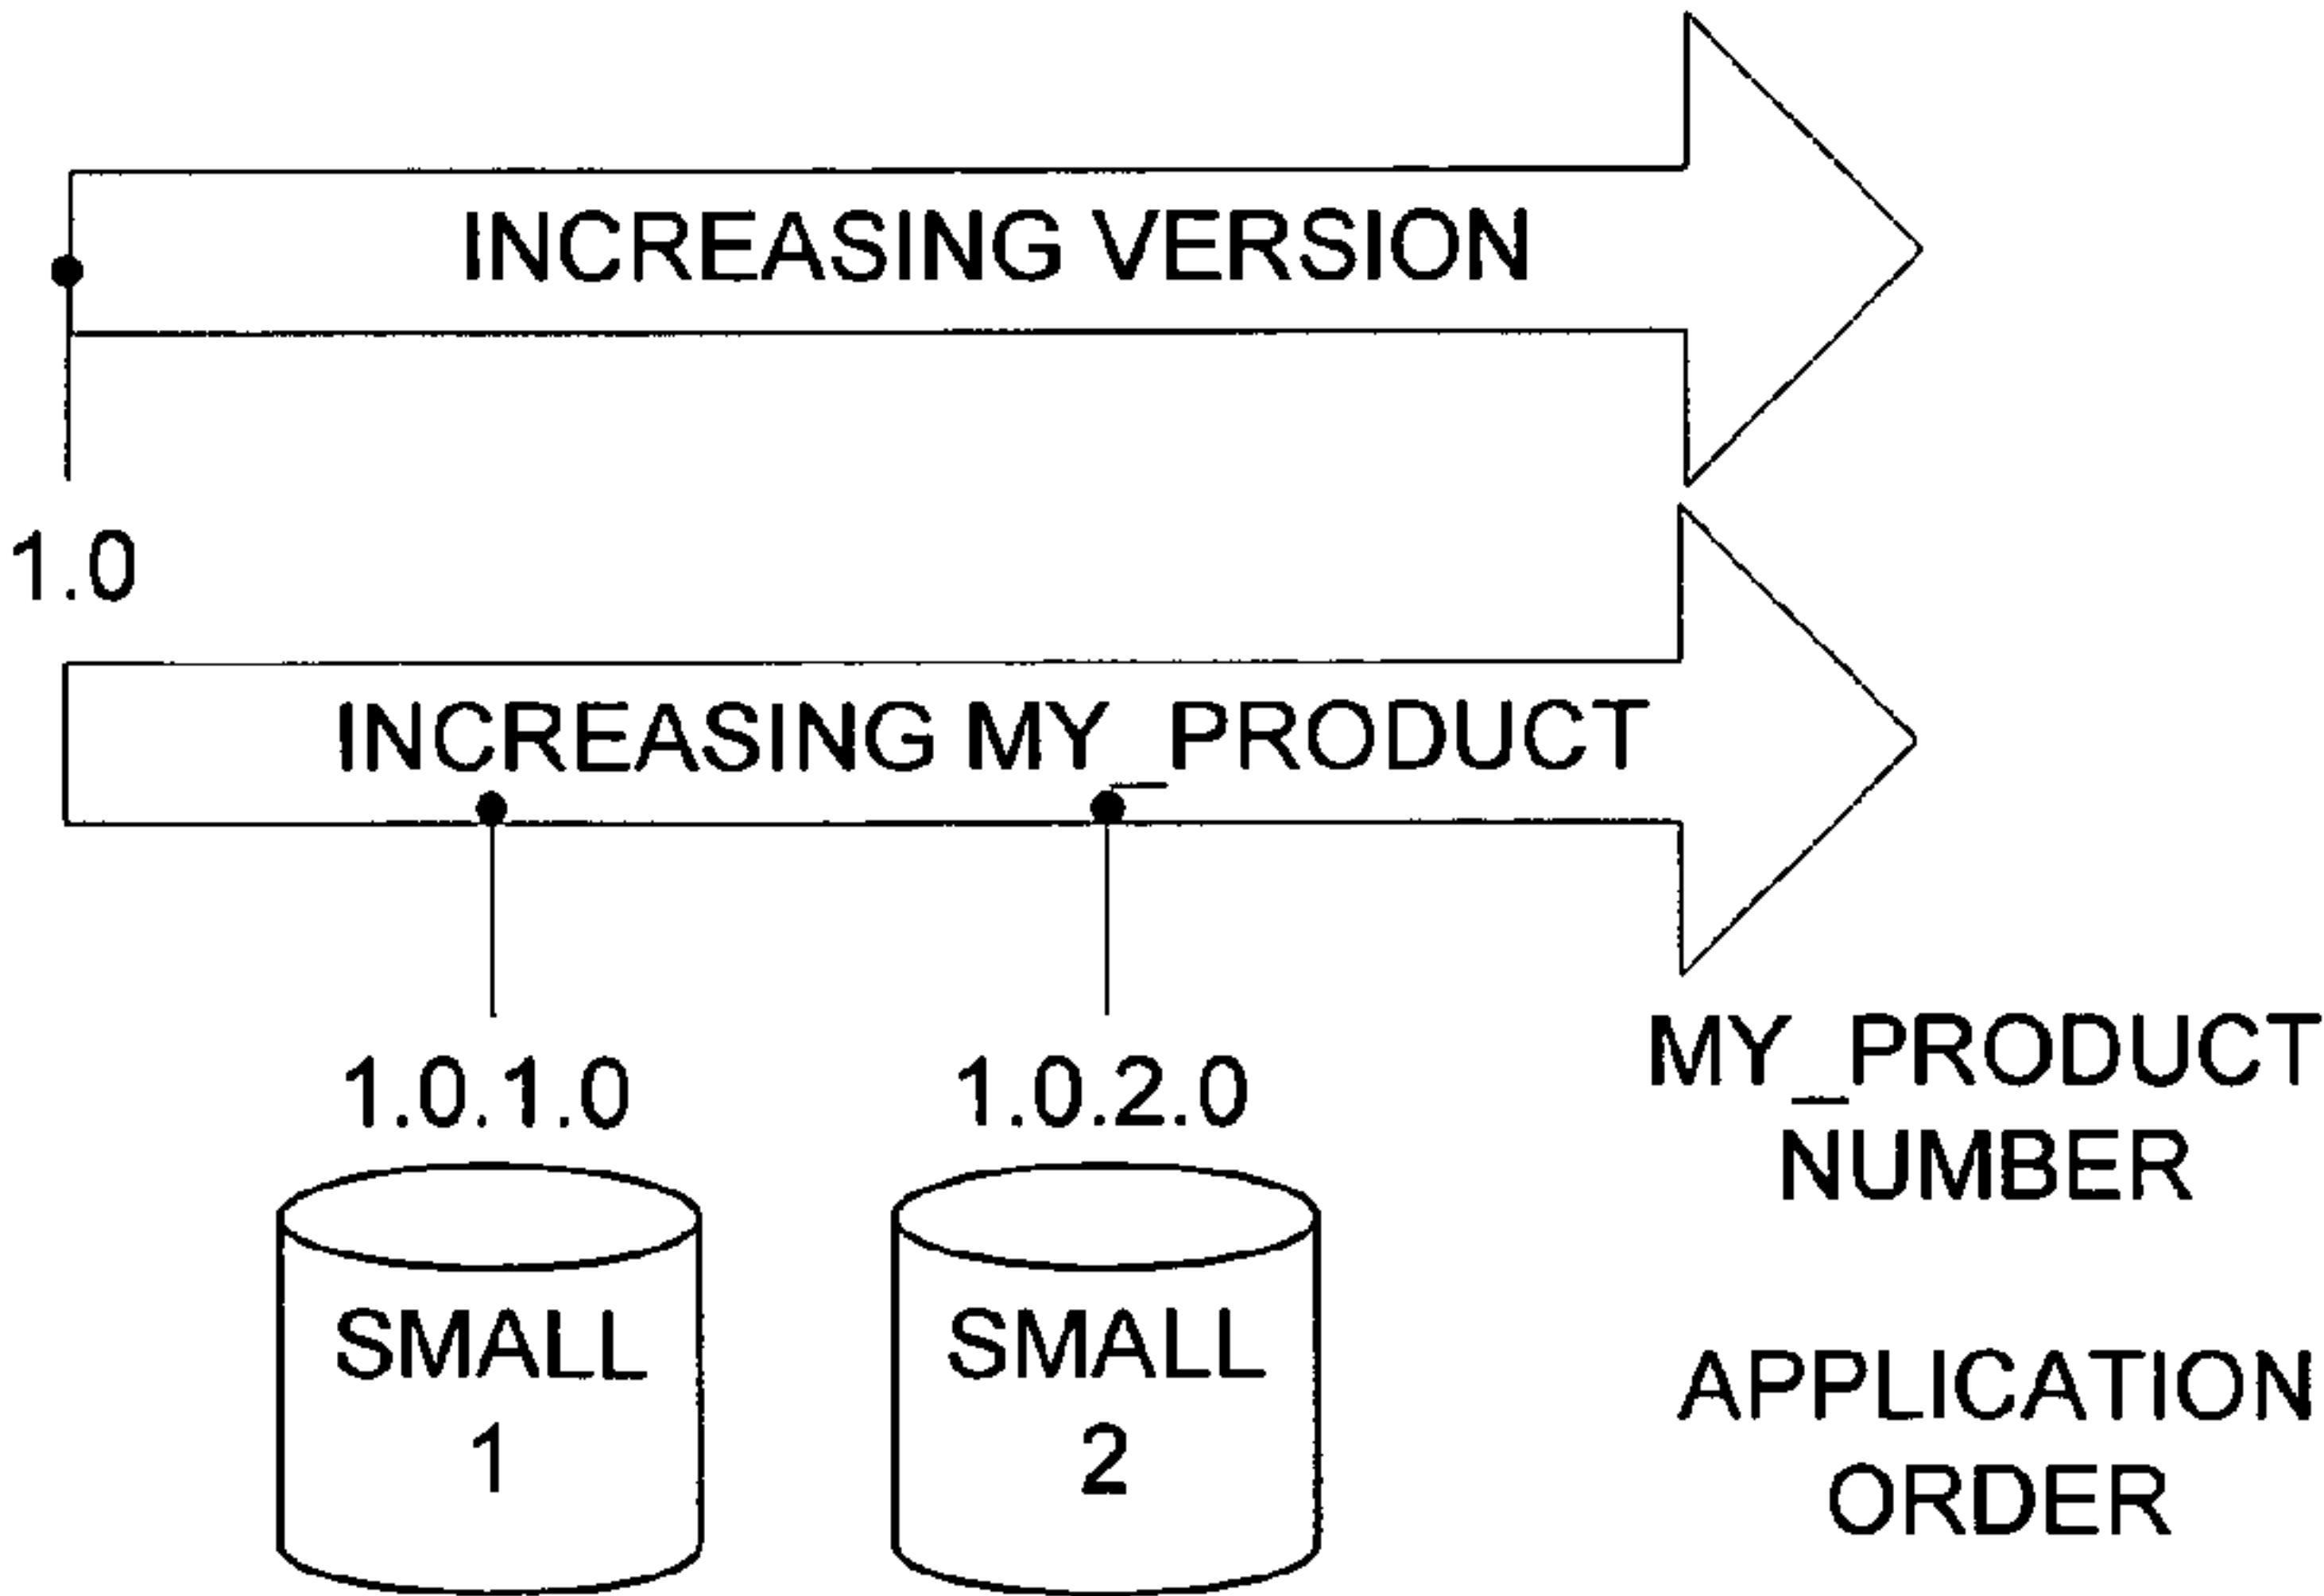 INCREASING VERSION
1.0
INCREASING MY_PRODUCT
1.0.1.0 1.0.2.0 MY_PRODUCT
NUMBER
SMALL SMALL APPLICATION
1 2 ORDER